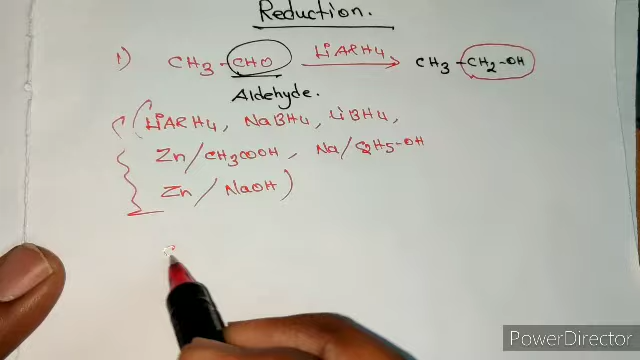 Reduction.
1) CH3-CHO LiAlH4 CH3-CH2-OH
Aldehyde.
(LiAlH4, NaBH4, LiBH4,
Zn/CH3COOH, Na/C2H5-OH
Zn/NaOH)
PowerDirector